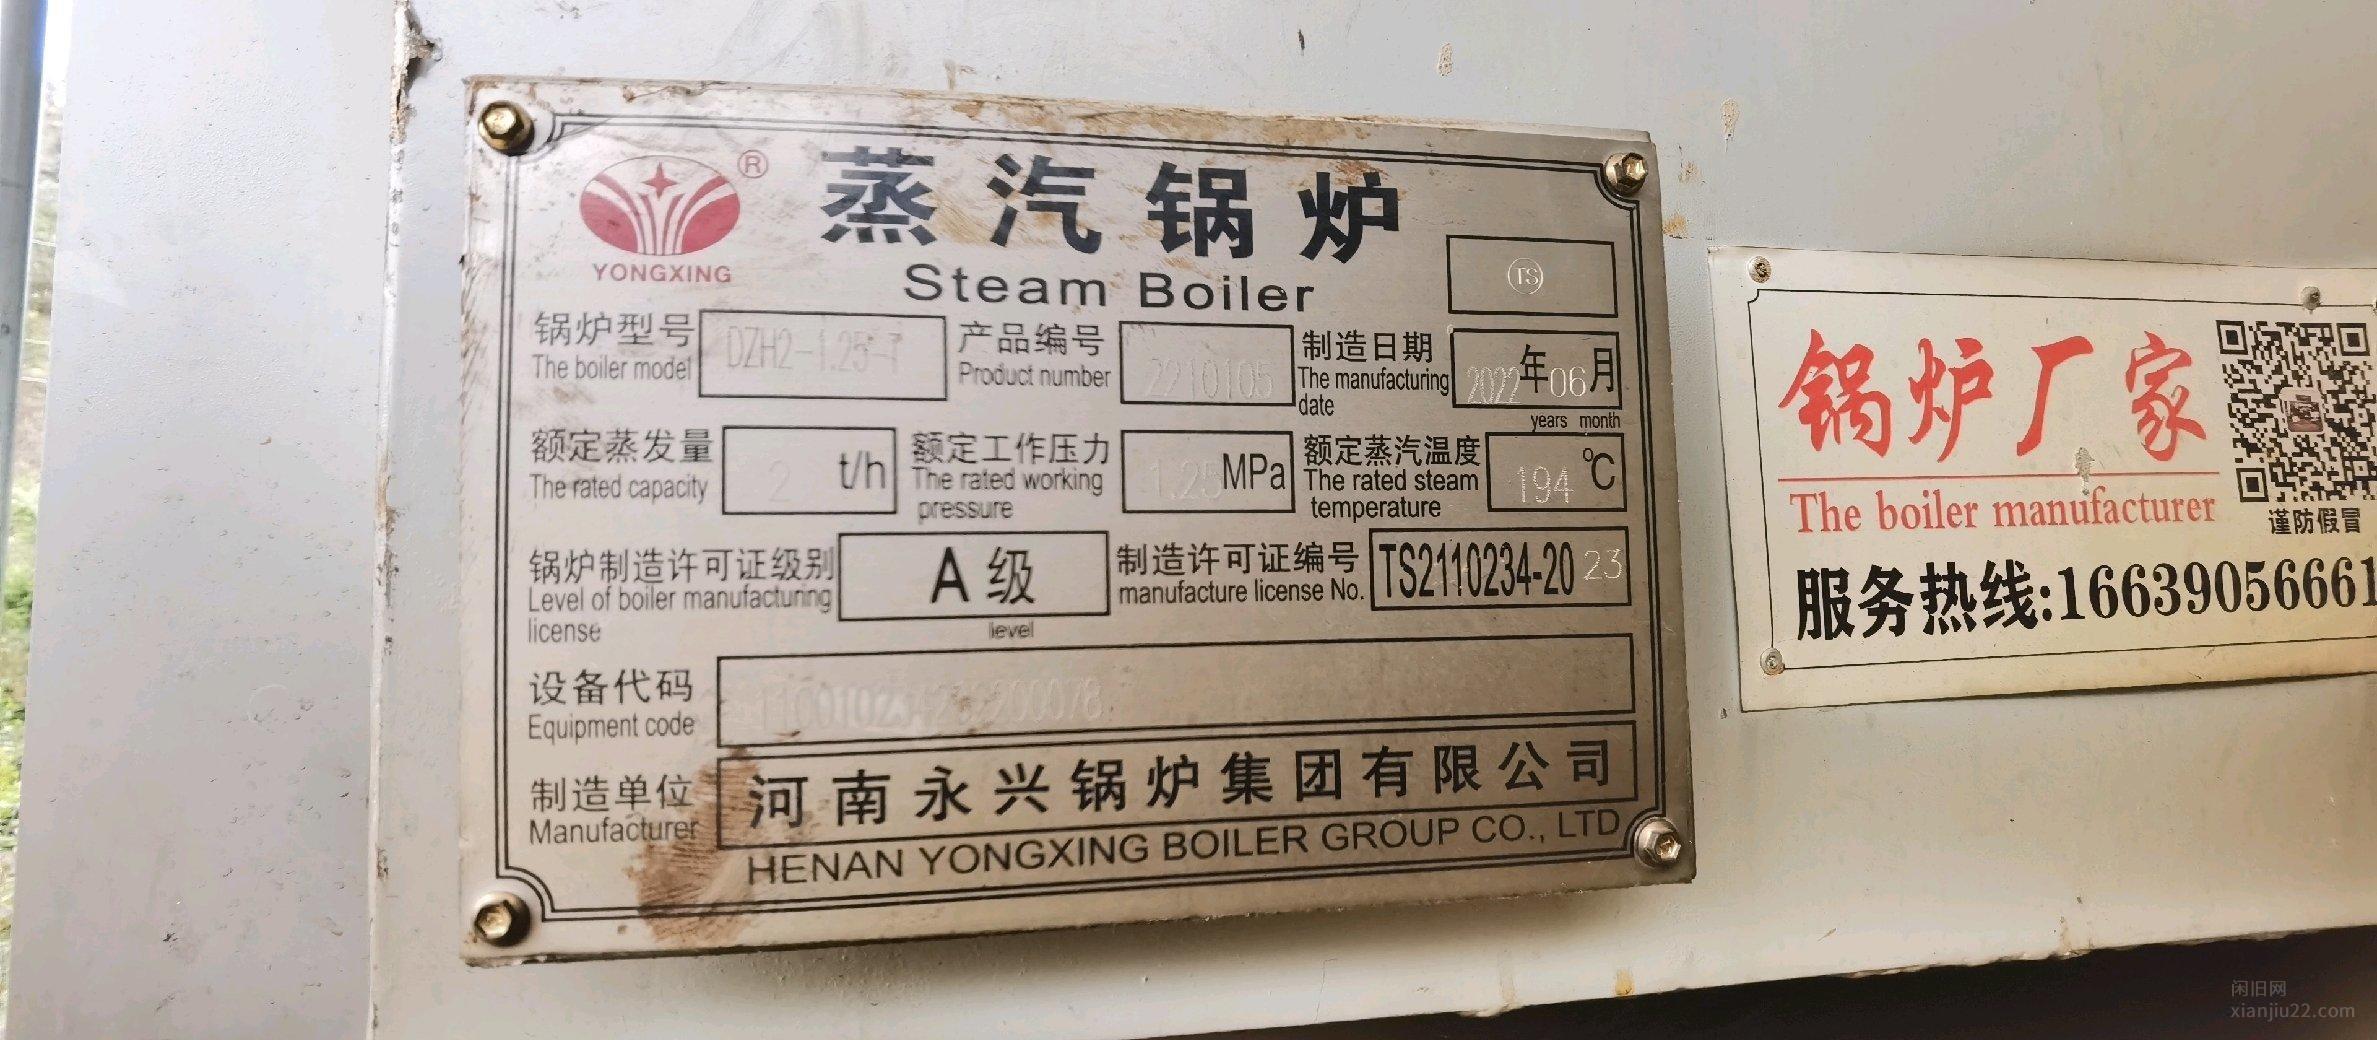 YONGXING ®
蒸汽锅炉
Steam Boiler
TS
锅炉型号 DZH2-1.25-T 产品编号 2210105 制造日期 2022年06月
The boiler model Product number The manufacturing date years month
额定蒸发量 2 t/h 额定工作压力 1.25 MPa 额定蒸汽温度 194 ℃
The rated capacity The rated working pressure The rated steam temperature
锅炉制造许可证级别 A级 制造许可证编号 TS2110234-2023
Level of boiler manufacturing license level manufacture license No.
设备代码
Equipment code
制造单位 河南永兴锅炉集团有限公司
Manufacturer HENAN YONGXING BOILER GROUP CO., LTD
锅炉厂家
The boiler manufacturer
谨防假冒
服务热线:16639056661
闲旧网
xianjiu22.com